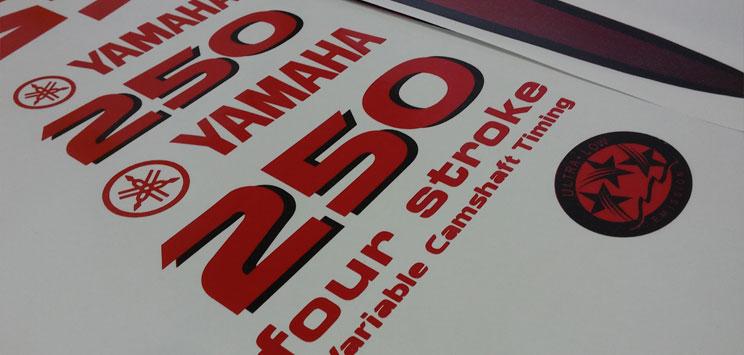 YAMAHA
250
YAMAHA
250
four stroke
Variable Camshaft Timing
ULTRA-LOW
EMISSION